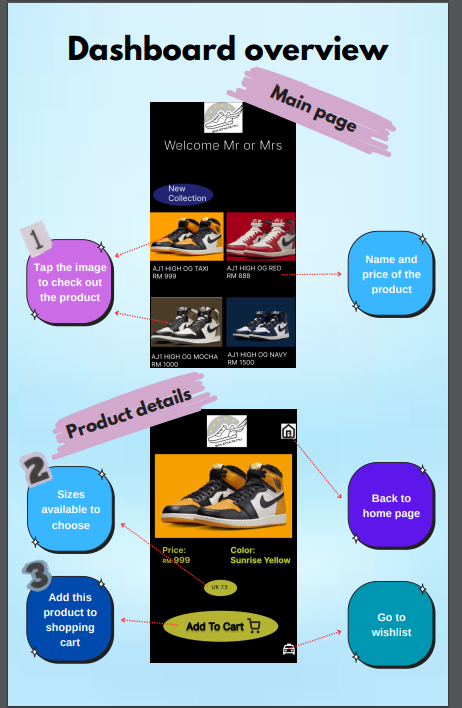 Dashboard overview
Main page
Welcome Mr or Mrs
New
Collection
1
Tap the image
to check out
the product
AJ1 HIGH OG TAXI
RM 999
AJ1 HIGH OG RED
RM 888
Name and
price of the
product
AJ1 HIGH OG MOCHA
RM 1000
AJ1 HIGH OG NAVY
RM 1500
Product details
2
Sizes
available to
choose
Back to
home page
Price:
RM 999
Color:
Sunrise Yellow
UK 7.5
3
Add this
product to
shopping
cart
Add To Cart
Go to
wishlist